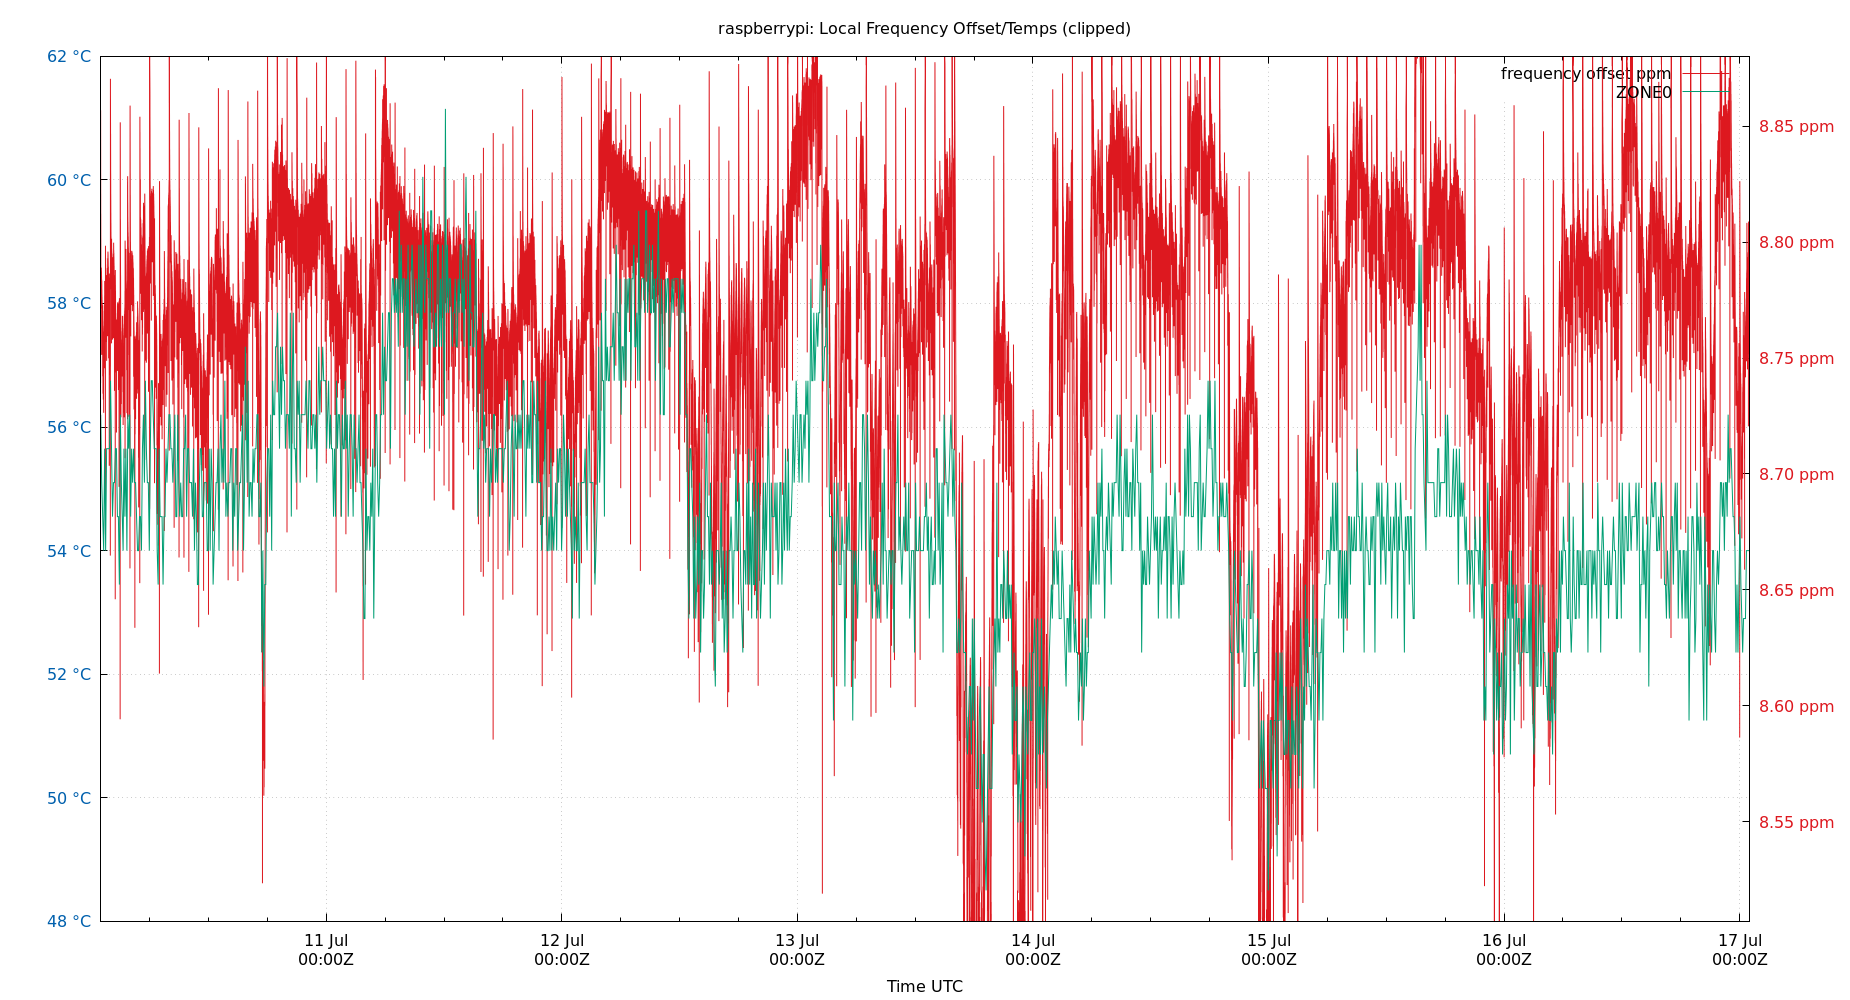 raspberrypi: Local Frequency Offset/Temps (clipped)
62 °C
60 °C
58 °C
56 °C
54 °C
52 °C
50 °C
48 °C
frequency offset ppm
ZONE0
8.85 ppm
8.80 ppm
8.75 ppm
8.70 ppm
8.65 ppm
8.60 ppm
8.55 ppm
11 Jul
00:00Z
12 Jul
00:00Z
13 Jul
00:00Z
14 Jul
00:00Z
15 Jul
00:00Z
16 Jul
00:00Z
17 Jul
00:00Z
Time UTC